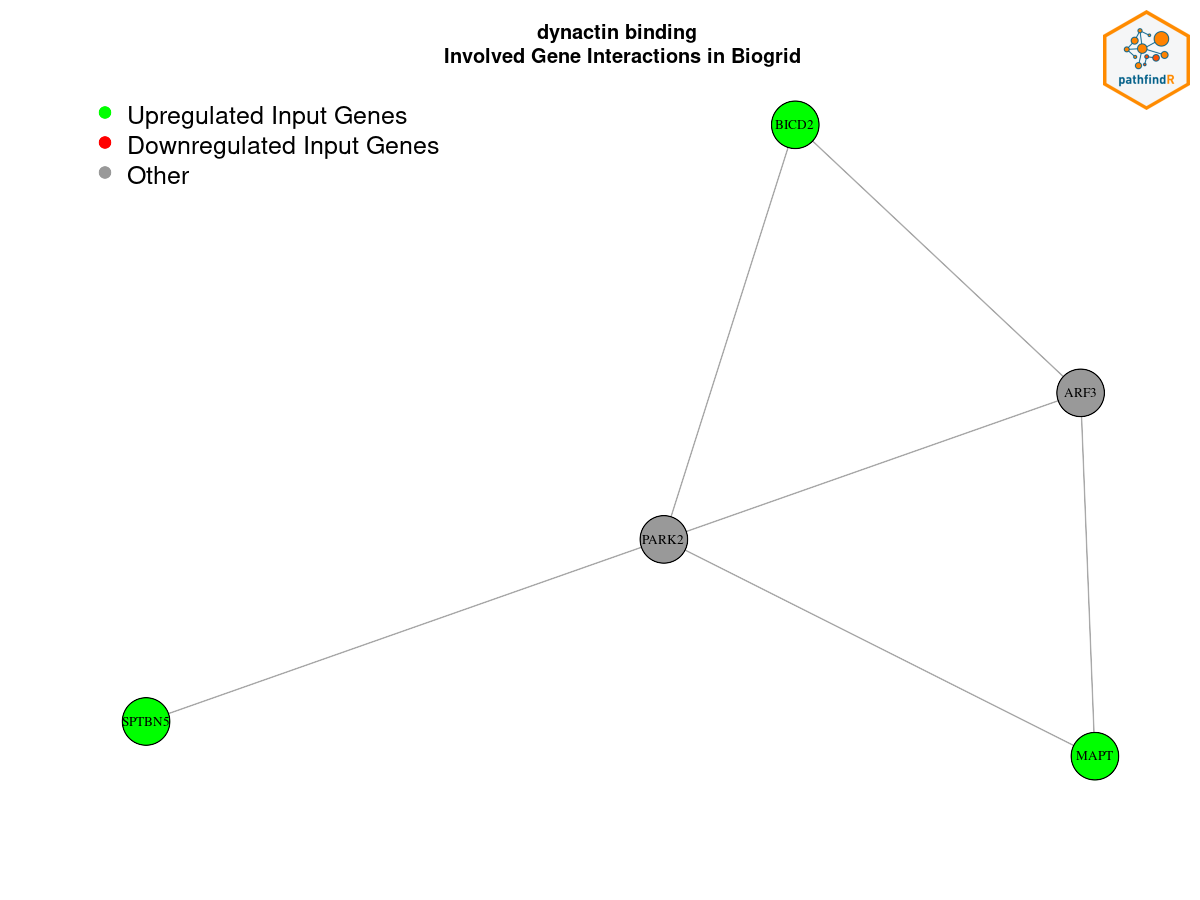 dynactin binding
Involved Gene Interactions in Biogrid
pathfindR
Upregulated Input Genes
Downregulated Input Genes
Other
BICD2
ARF3
PARK2
SPTBN5
MAPT